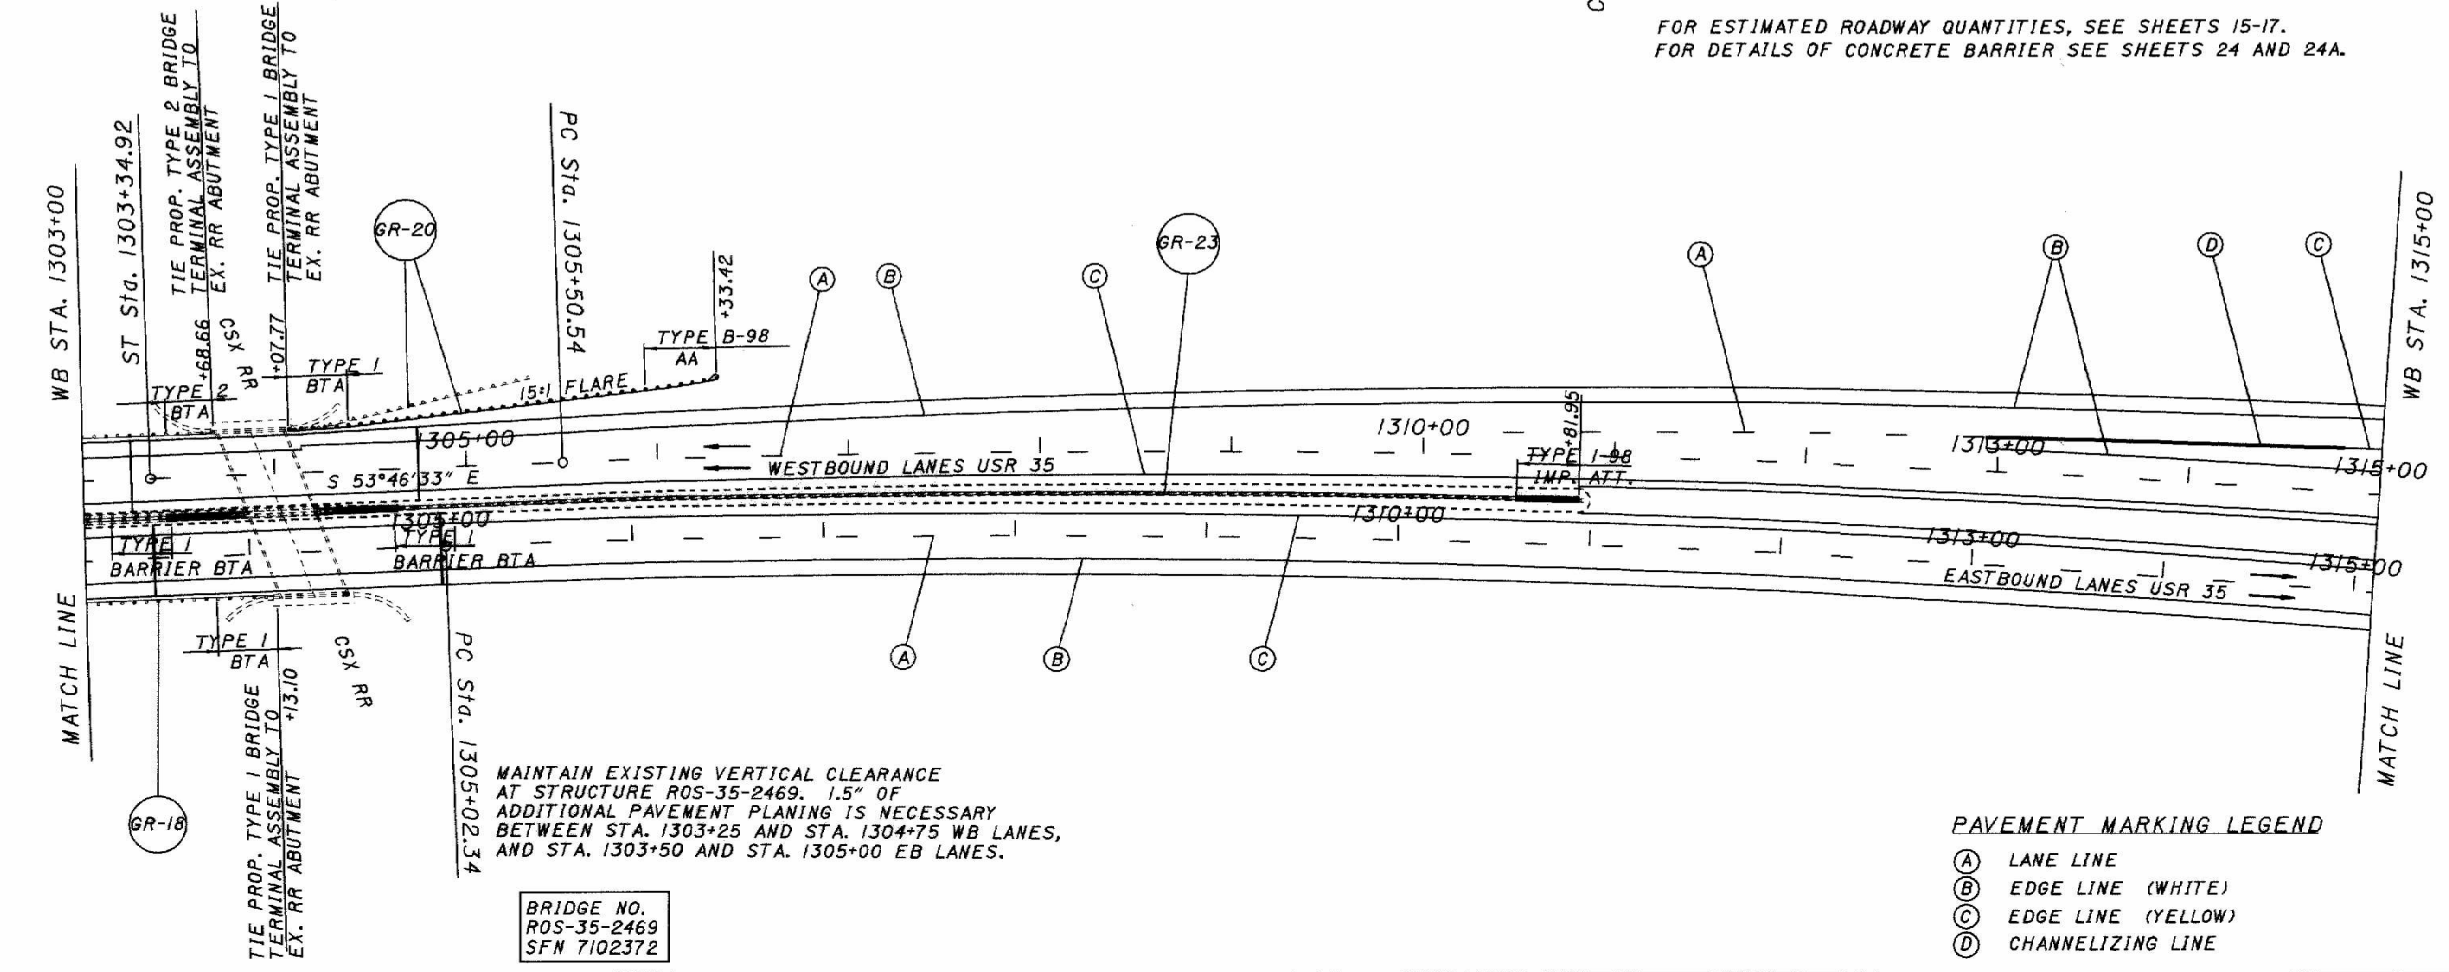 FOR ESTIMATED ROADWAY QUANTITIES, SEE SHEETS 15-17.
FOR DETAILS OF CONCRETE BARRIER SEE SHEETS 24 AND 24A.
WB STA. 1303+00
ST Sta. 1303+34.92
TIE PROP. TYPE 2 BRIDGE
TERMINAL ASSEMBLY TO
EX. RR ABUTMENT
+68.66
CSX RR
TIE PROP. TYPE 1 BRIDGE
TERMINAL ASSEMBLY TO
EX. RR ABUTMENT
+07.77
GR-20
PC Sta. 1305+50.54
+33.42
TYPE B-98
AA
TYPE 1
BTA
TYPE 2
BTA
15:1 FLARE
A
B
C
GR-23
A
B
D
C
WB STA. 1315+00
1305+00
1310+00
+81.95
1313+00
1315+00
WESTBOUND LANES USR 35
TYPE 1-98
IMP. ATT.
S 53°46'33" E
1305+00
1310+00
1313+00
1315+00
TYPE 1
BARRIER BTA
TYPE 1
BARRIER BTA
EASTBOUND LANES USR 35
MATCH LINE
TYPE 1
BTA
CSX RR
A
B
C
MATCH LINE
GR-18
TIE PROP. TYPE 1 BRIDGE
TERMINAL ASSEMBLY TO
EX. RR ABUTMENT
+13.10
PC Sta. 1305+02.34
MAINTAIN EXISTING VERTICAL CLEARANCE
AT STRUCTURE ROS-35-2469. 1.5" OF
ADDITIONAL PAVEMENT PLANING IS NECESSARY
BETWEEN STA. 1303+25 AND STA. 1304+75 WB LANES,
AND STA. 1303+50 AND STA. 1305+00 EB LANES.
BRIDGE NO.
ROS-35-2469
SFN 7102372
PAVEMENT MARKING LEGEND
A LANE LINE
B EDGE LINE (WHITE)
C EDGE LINE (YELLOW)
D CHANNELIZING LINE